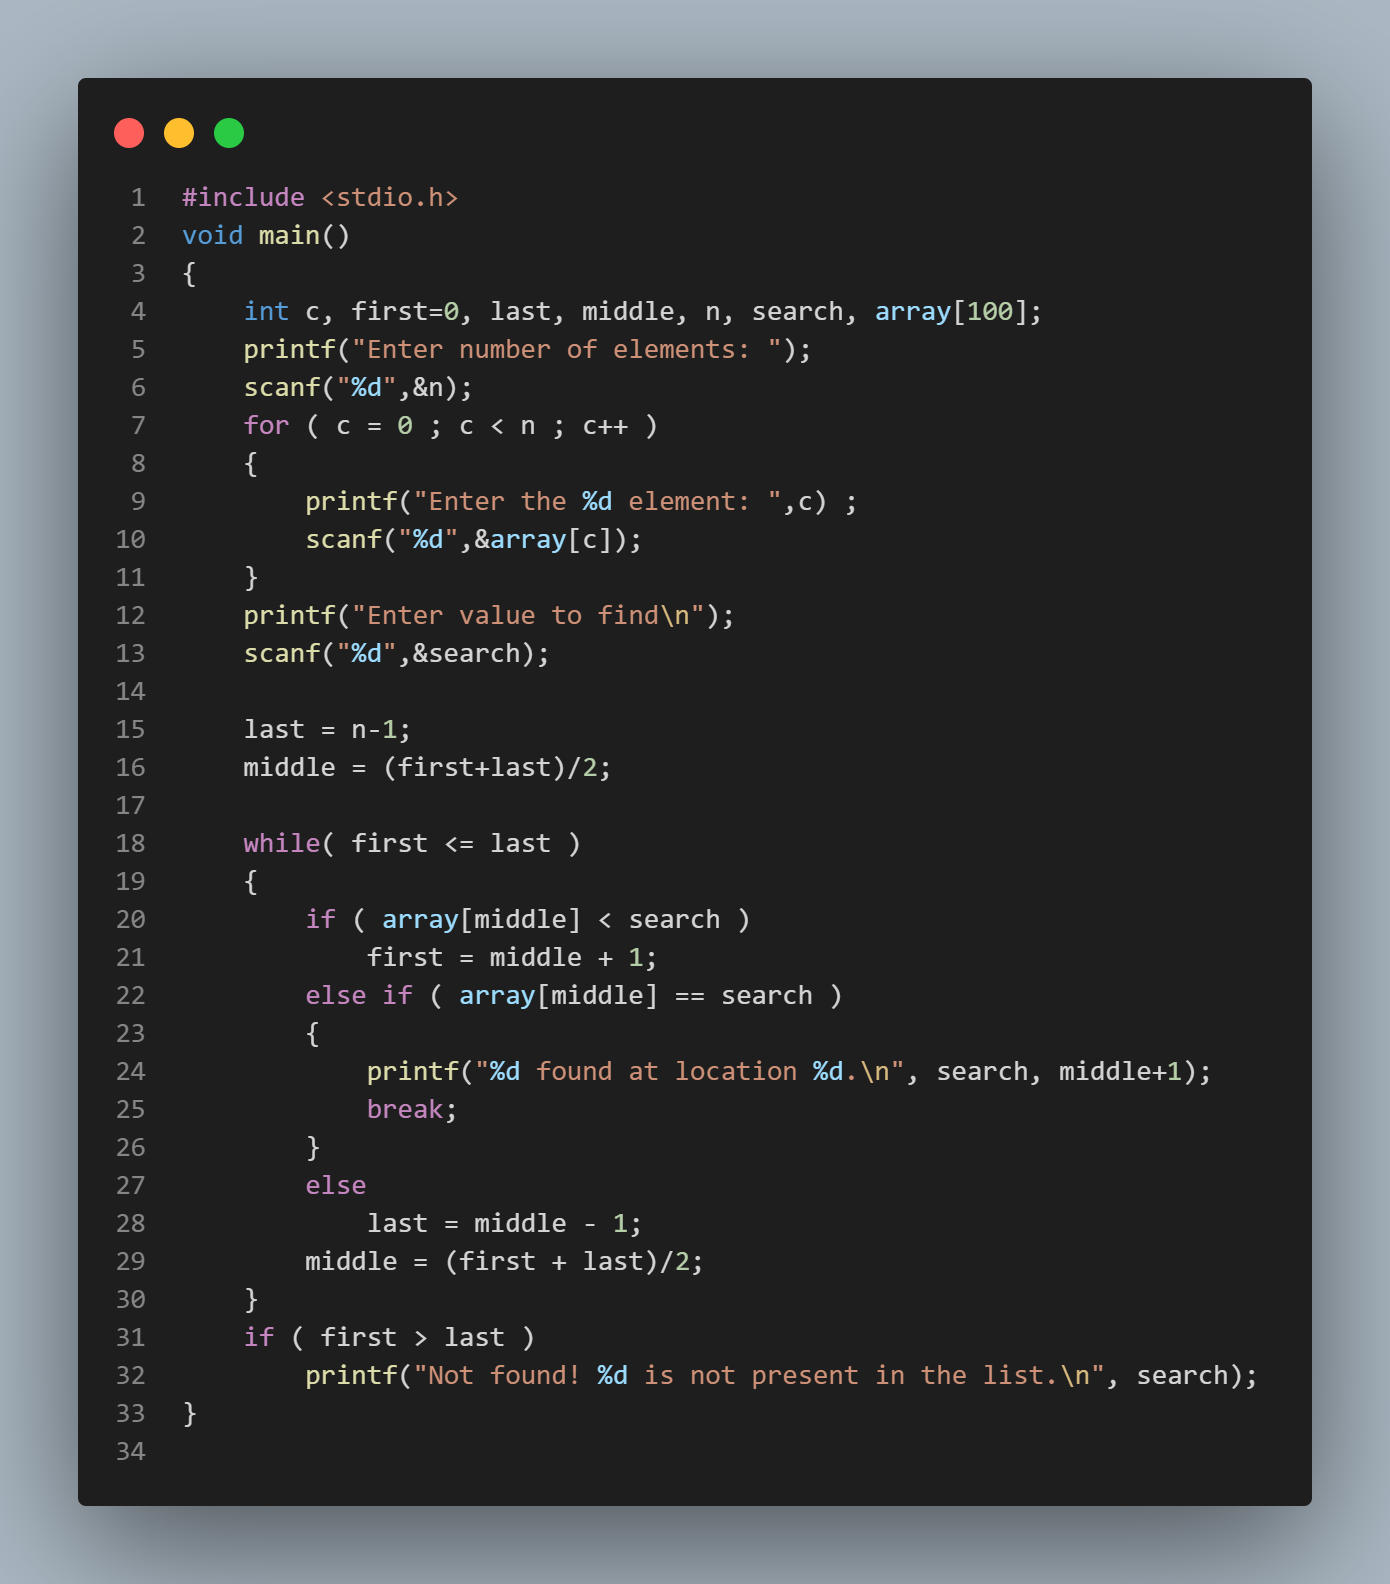 1 #include <stdio.h>
2 void main()
3 {
4     int c, first=0, last, middle, n, search, array[100];
5     printf("Enter number of elements: ");
6     scanf("%d",&n);
7     for ( c = 0 ; c < n ; c++ )
8     {
9         printf("Enter the %d element: ",c) ;
10         scanf("%d",&array[c]);
11     }
12     printf("Enter value to find\n");
13     scanf("%d",&search);
14
15     last = n-1;
16     middle = (first+last)/2;
17
18     while( first <= last )
19     {
20         if ( array[middle] < search )
21             first = middle + 1;
22         else if ( array[middle] == search )
23         {
24             printf("%d found at location %d.\n", search, middle+1);
25             break;
26         }
27         else
28             last = middle - 1;
29         middle = (first + last)/2;
30     }
31     if ( first > last )
32         printf("Not found! %d is not present in the list.\n", search);
33 }
34